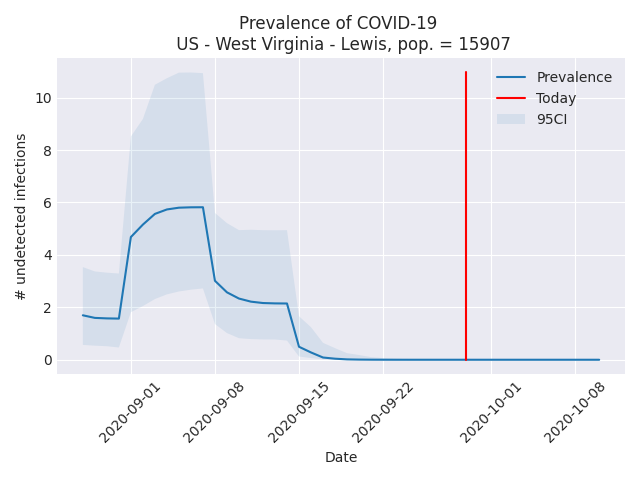 Prevalence of COVID-19
US - West Virginia - Lewis, pop. = 15907
Prevalence
Today
95CI
# undetected infections
10
8
6
4
2
0
2020-09-01
2020-09-08
2020-09-15
2020-09-22
2020-10-01
2020-10-08
Date